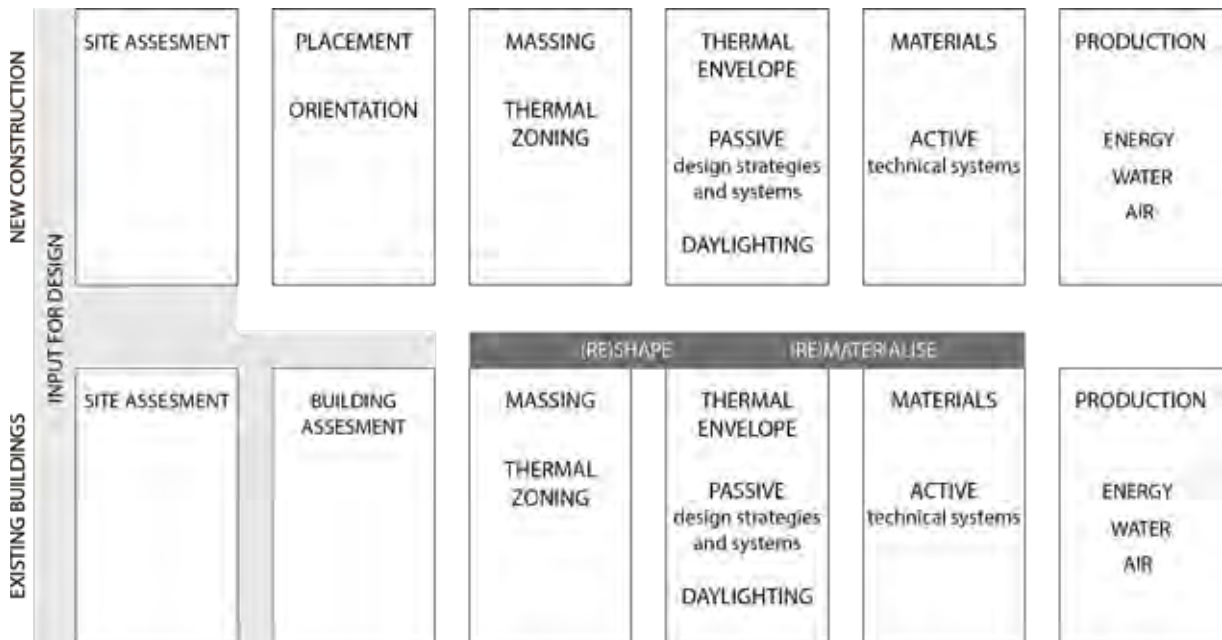 NEW CONSTRUCTION
INPUT FOR DESIGN
SITE ASSESMENT
PLACEMENT
ORIENTATION
MASSING
THERMAL
ZONING
THERMAL
ENVELOPE
PASSIVE
design strategies
and systems
DAYLIGHTING
MATERIALS
ACTIVE
technical systems
PRODUCTION
ENERGY
WATER
AIR
EXISTING BUILDINGS
(RE)SHAPE
(RE)MATERIALISE
SITE ASSESMENT
BUILDING
ASSESMENT
MASSING
THERMAL
ZONING
THERMAL
ENVELOPE
PASSIVE
design strategies
and systems
DAYLIGHTING
MATERIALS
ACTIVE
technical systems
PRODUCTION
ENERGY
WATER
AIR